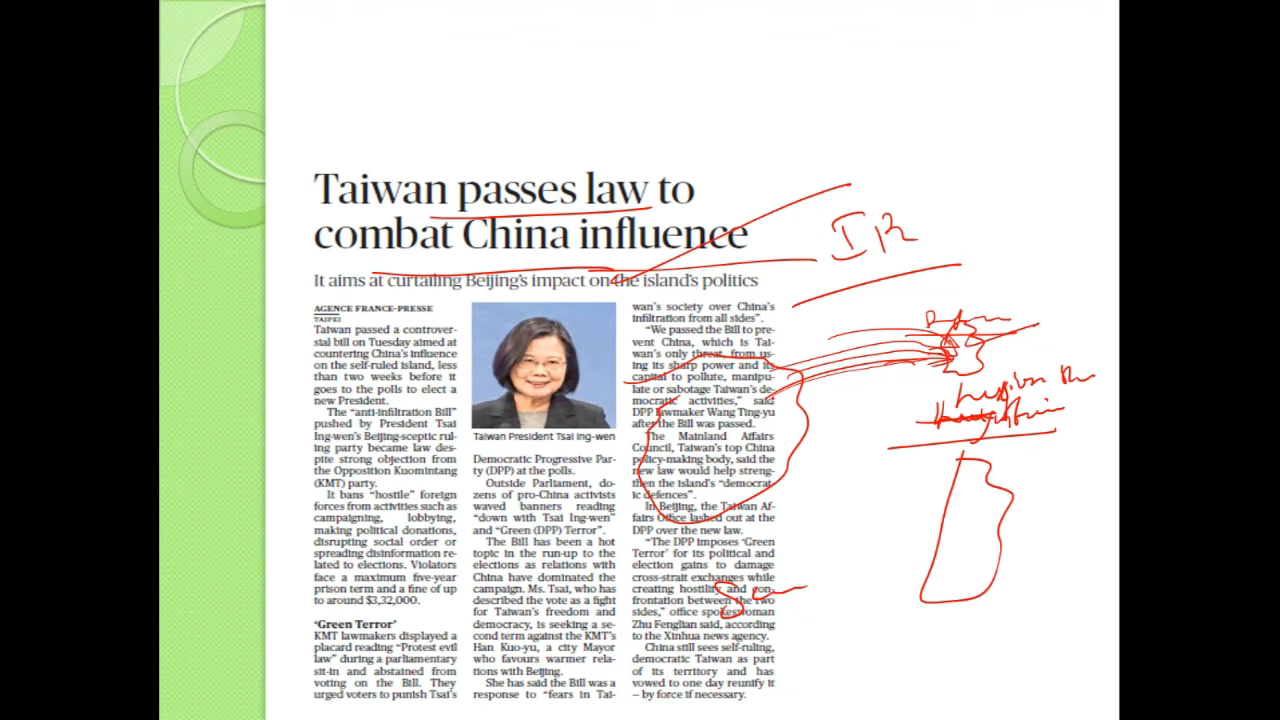 Taiwan passes law to
combat China influence
It aims at curtailing Beijing's impact on the island's politics
AGENCE FRANCE-PRESSE
TAIPEI
Taiwan passed a controver-
sial bill on Tuesday aimed at
countering China's influence
on the self-ruled island, less
than two weeks before it
goes to the polls to elect a
new President.
The "anti-infiltration Bill"
pushed by President Tsai
Ing-wen's Beijing-sceptic rul-
ing party became law des-
pite strong objection from
the Opposition Kuomintang
(KMT) party.
It bans "hostile" foreign
forces from activities such as
campaigning, lobbying,
making political donations,
disrupting social order or
spreading disinformation re-
lated to elections. Violators
face a maximum five-year
prison term and a fine of up
to around $3,32,000.
'Green Terror'
KMT lawmakers displayed a
placard reading "Protest evil
law" during a parliamentary
sit-in and abstained from
voting on the Bill. They
urged voters to punish Tsai's
Taiwan President Tsai Ing-wen
Democratic Progressive Par-
ty (DPP) at the polls.
Outside Parliament, do-
zens of pro-China activists
waved banners reading
"down with Tsai Ing-wen"
and "Green (DPP) Terror".
The Bill has been a hot
topic in the run-up to the
elections as relations with
China have dominated the
campaign. Ms. Tsai, who has
described the vote as a fight
for Taiwan's freedom and
democracy, is seeking a se-
cond term against the KMT's
Han Kuo-yu, a city Mayor
who favours warmer rela-
tions with Beijing.
She has said the Bill was a
response to "fears in Tai-
wan's society over China's
infiltration from all sides".
"We passed the Bill to pre-
vent China, which is Tai-
wan's only threat, from us-
ing its sharp power and its
capital to pollute, manipu-
late or sabotage Taiwan's de-
mocratic activities," said
DPP lawmaker Wang Ting-yu
after the Bill was passed.
The Mainland Affairs
Council, Taiwan's top China
policy-making body, said the
new law would help streng-
then the island's "democrat-
ic defences".
In Beijing, the Taiwan Af-
fairs Office lashed out at the
DPP over the new law.
"The DPP imposes 'Green
Terror' for its political and
election gains to damage
cross-strait exchanges while
creating hostility and con-
frontation between the two
sides," office spokeswoman
Zhu Fenglian said, according
to the Xinhua news agency.
China still sees self-ruling,
democratic Taiwan as part
of its territory and has
vowed to one day reunify it
– by force if necessary.
IR